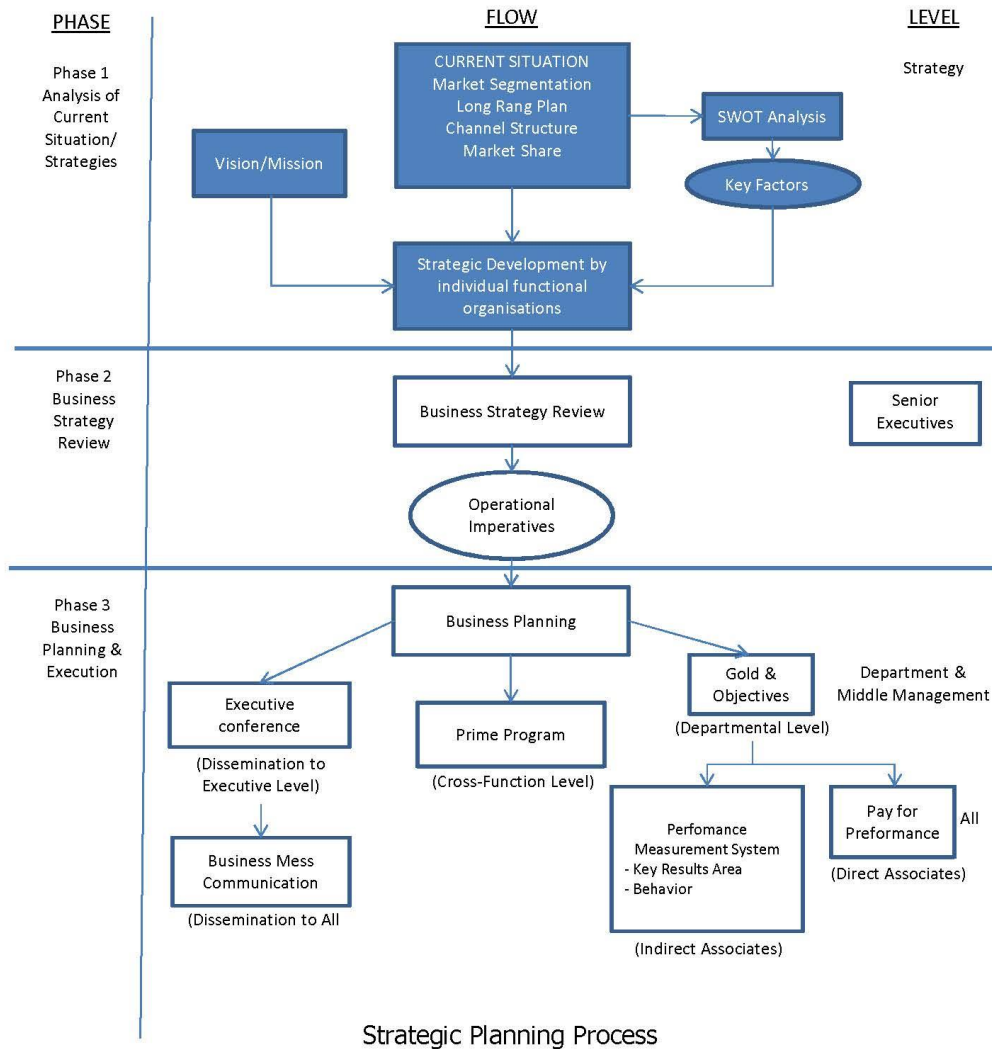 PHASE
FLOW
LEVEL
Phase 1
Analysis of
Current
Situation/
Strategies
CURRENT SITUATION
Market Segmentation
Long Rang Plan
Channel Structure
Market Share
SWOT Analysis
Strategy
Vision/Mission
Key Factors
Strategic Development by
individual functional
organisations
Phase 2
Business
Strategy
Review
Business Strategy Review
Senior
Executives
Operational
Imperatives
Phase 3
Business
Planning &
Execution
Business Planning
Executive
conference
(Dissemination to
Executive Level)
Prime Program
(Cross-Function Level)
Gold &
Objectives
(Departmental Level)
Department &
Middle Management
Business Mess
Communication
(Dissemination to All
Perfomance
Measurement System
- Key Results Area
- Behavior
(Indirect Associates)
Pay for
Preformance
All
(Direct Associates)
Strategic Planning Process